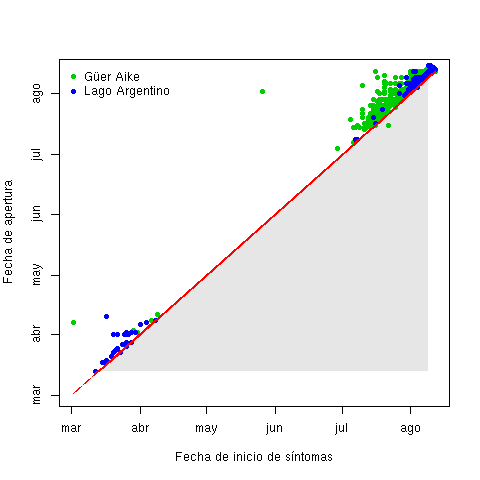 Güer Aike
Lago Argentino
Fecha de apertura
ago
jul
jun
may
abr
mar
mar abr may jun jul ago
Fecha de inicio de síntomas